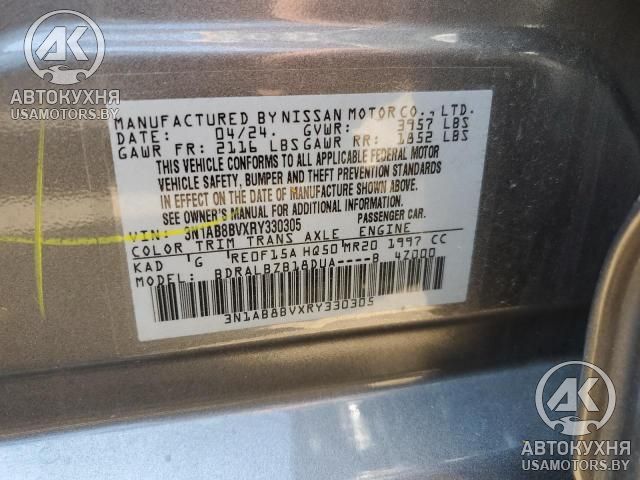 АК
АВТОКУХНЯ
USAMOTORS.BY
MANUFACTURED BY NISSAN MOTOR CO., LTD.
DATE: 04/24. GVWR: 3957 LBS
GAWR FR: 2116 LBS GAWR RR: 1852 LBS
THIS VEHICLE CONFORMS TO ALL APPLICABLE FEDERAL MOTOR
VEHICLE SAFETY, BUMPER AND THEFT PREVENTION STANDARDS
IN EFFECT ON THE DATE OF MANUFACTURE SHOWN ABOVE.
SEE OWNER'S MANUAL FOR ADDITIONAL INFORMATION.
VIN: 3N1AB8BVXRY330305 PASSENGER CAR.
COLOR TRIM TRANS AXLE ENGINE
KAD G RE0F15A HQ50 MR20 1997 CC
MODEL: BDRALBZB18DUA----B 47000
3N1AB8BVXRY330305
АК
АВТОКУХНЯ
USAMOTORS.BY